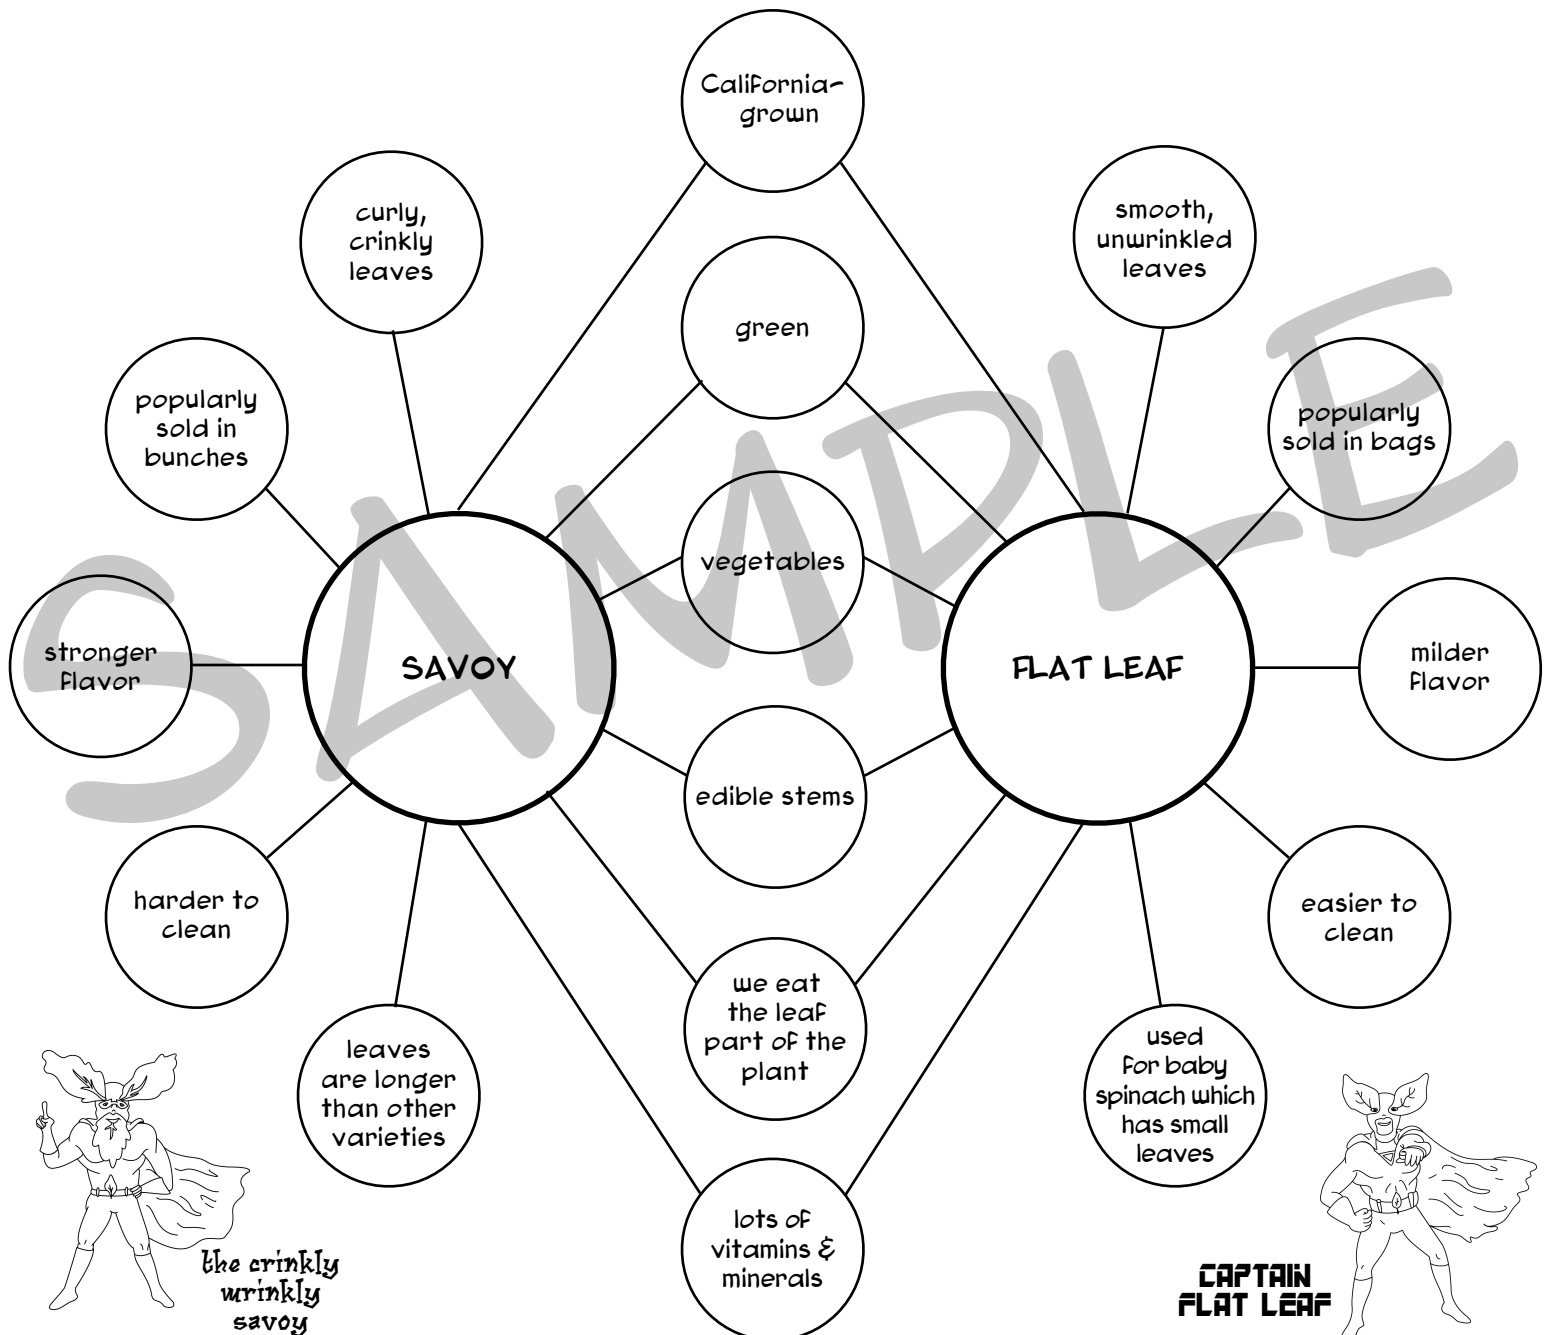 California-
grown
curly,
crinkly
leaves
smooth,
unwrinkled
leaves
green
popularly
sold in
bunches
popularly
sold in bags
SAMPLE
vegetables
stronger
flavor
SAVOY
FLAT LEAF
milder
flavor
edible stems
harder to
clean
easier to
clean
we eat
the leaf
part of the
plant
leaves
are longer
than other
varieties
used
for baby
spinach which
has small
leaves
lots of
vitamins &
minerals
the crinkly
wrinkly
savoy
CAPTAIN
FLAT LEAF